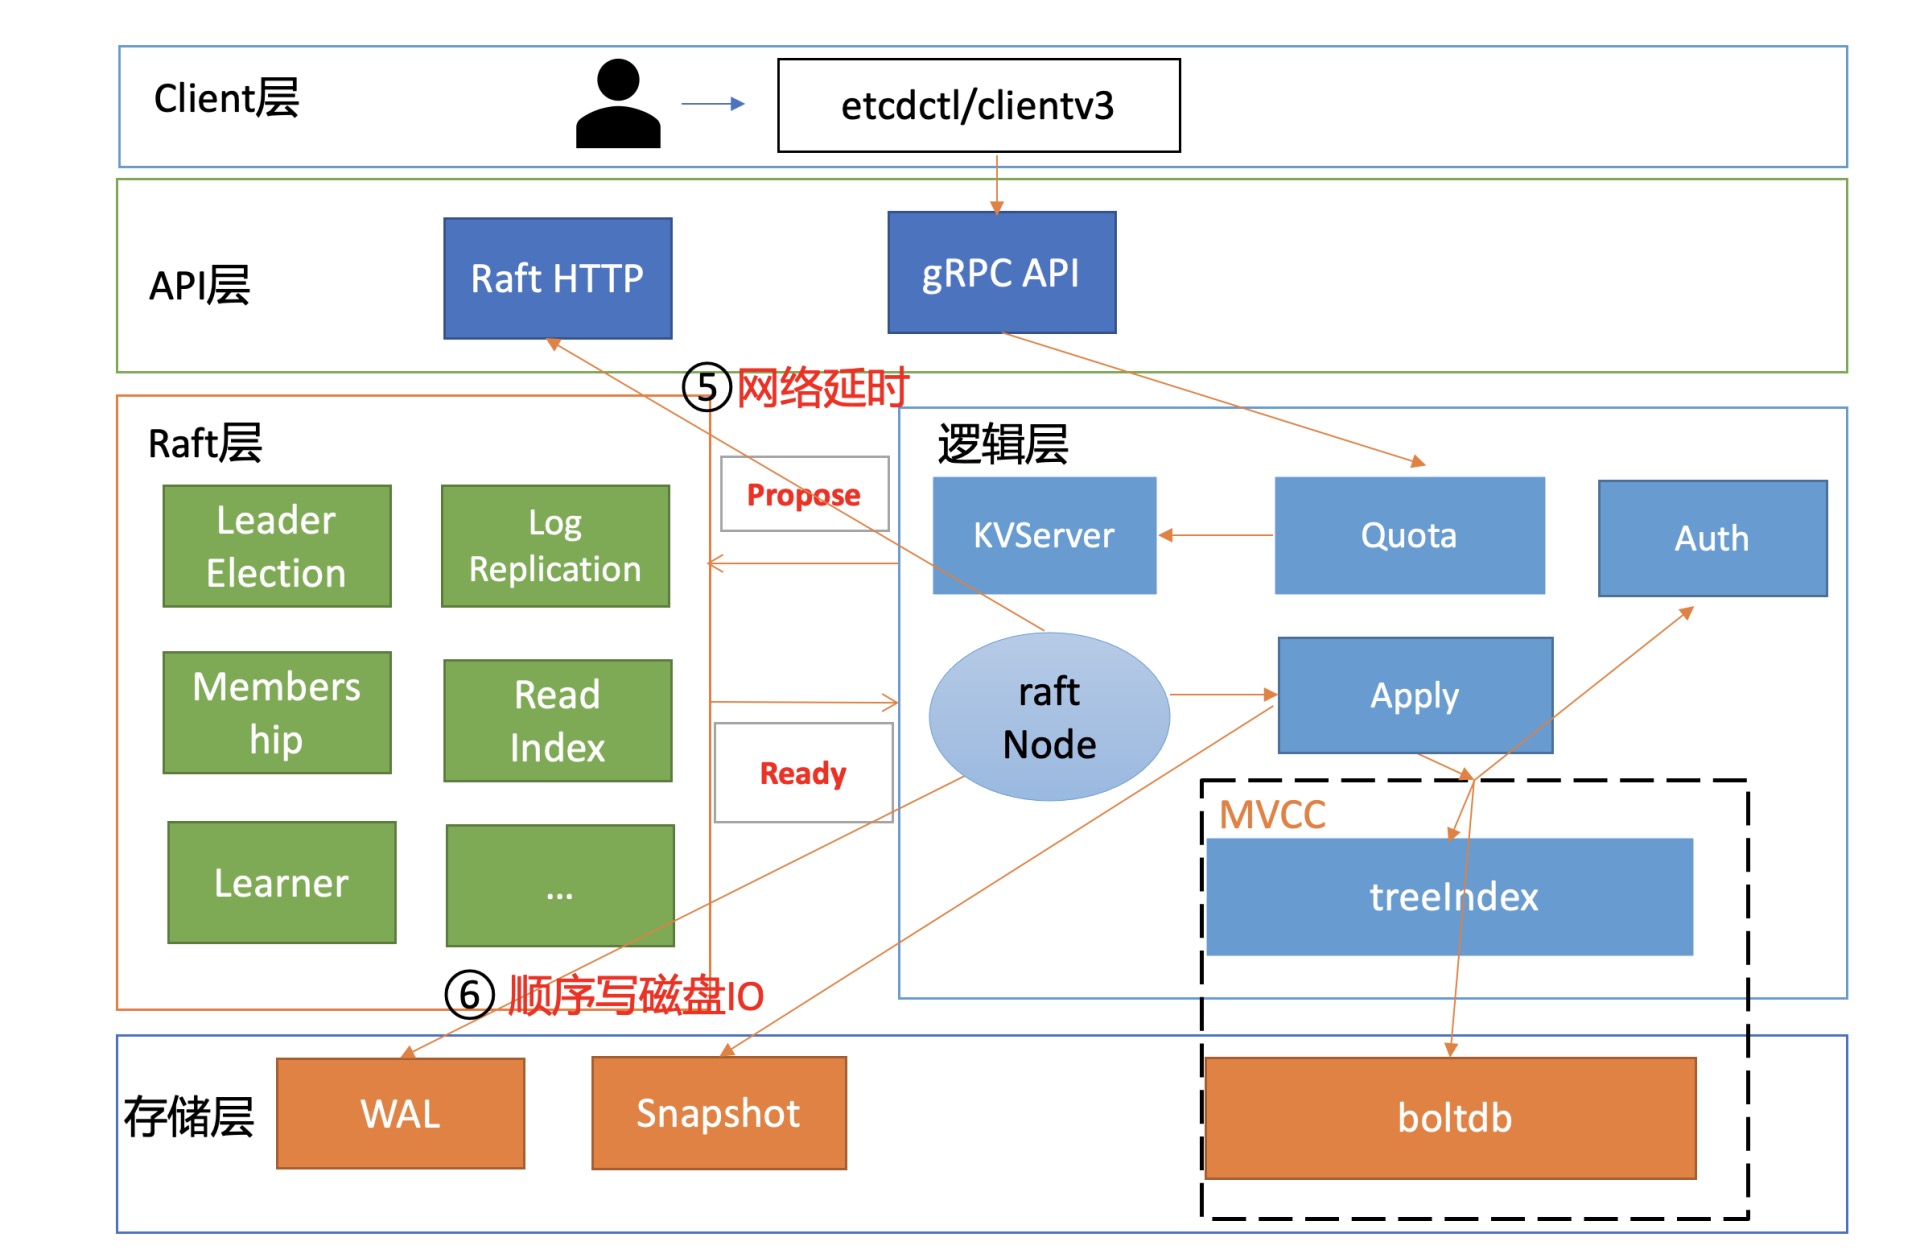 Client层
etcdctl/clientv3
API层
Raft HTTP
gRPC API
⑤网络延时
Raft层
Leader
Election
Log
Replication
Members
hip
Read
Index
Learner
...
Propose
Ready
逻辑层
KVServer
Quota
Auth
raft
Node
Apply
MVCC
treeIndex
⑥ 顺序写磁盘IO
存储层
WAL
Snapshot
boltdb